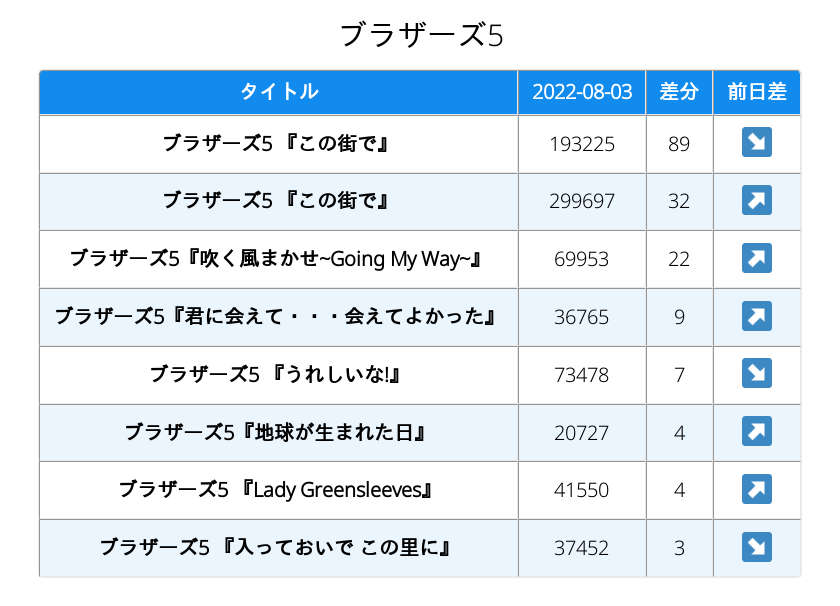 ブラザーズ5
タイトル 2022-08-03 差分 前日差
ブラザーズ5 『この街で』 193225 89 ↘
ブラザーズ5 『この街で』 299697 32 ↗
ブラザーズ5『吹く風まかせ~Going My Way~』 69953 22 ↗
ブラザーズ5『君に会えて・・・会えてよかった』 36765 9 ↗
ブラザーズ5 『うれしいな!』 73478 7 ↘
ブラザーズ5『地球が生まれた日』 20727 4 ↗
ブラザーズ5 『Lady Greensleeves』 41550 4 ↗
ブラザーズ5 『入っておいで この里に』 37452 3 ↘